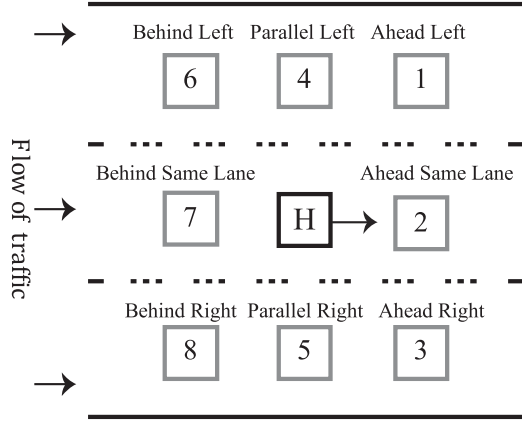 Behind Left Parallel Left Ahead Left
6 4 1
Flow of traffic
Behind Same Lane Ahead Same Lane
7 H 2
Behind Right Parallel Right Ahead Right
8 5 3